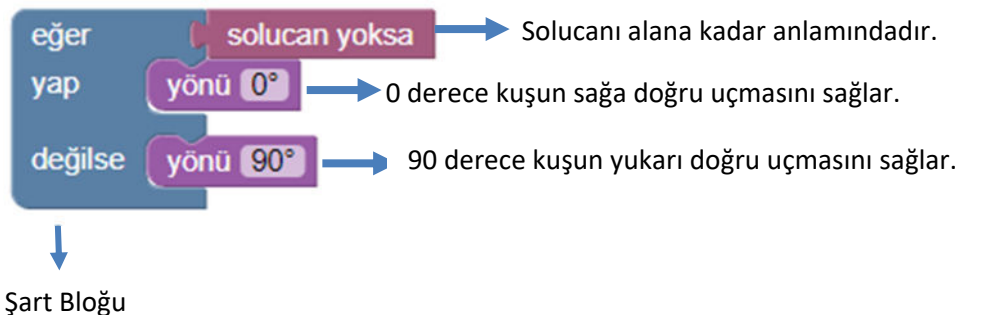 eğer solucan yoksa Solucanı alana kadar anlamındadır.
yap yönü 0° 0 derece kuşun sağa doğru uçmasını sağlar.
değilse yönü 90° 90 derece kuşun yukarı doğru uçmasını sağlar.
Şart Bloğu